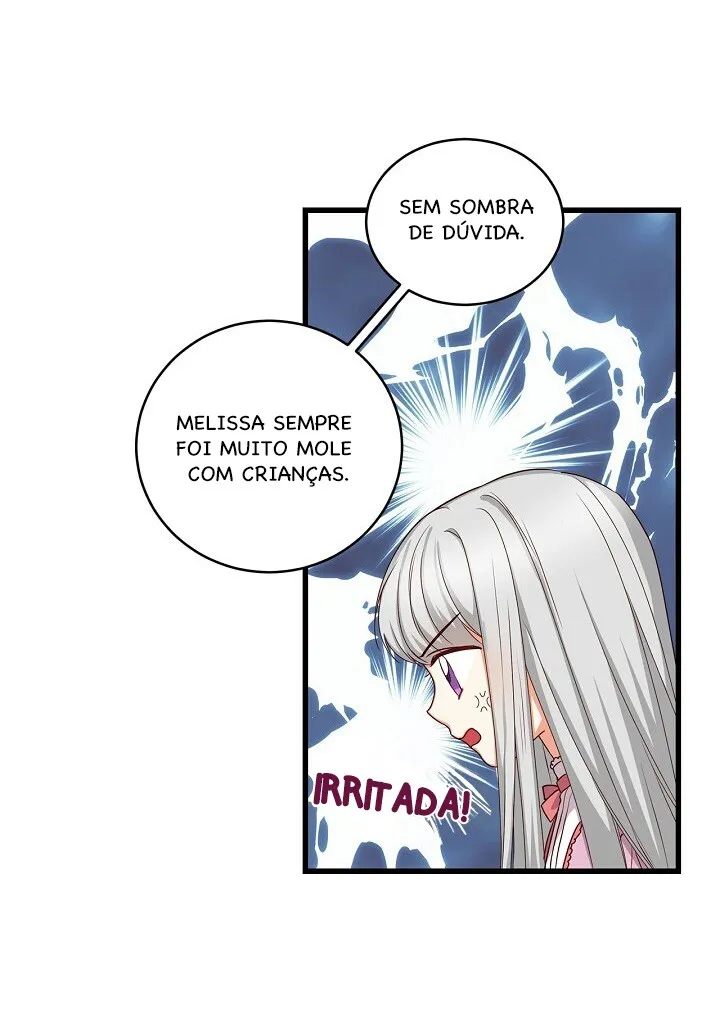 SEM SOMBRA
DE DÚVIDA.
MELISSA SEMPRE
FOI MUITO MOLE
COM CRIANÇAS.
IRRITADA!